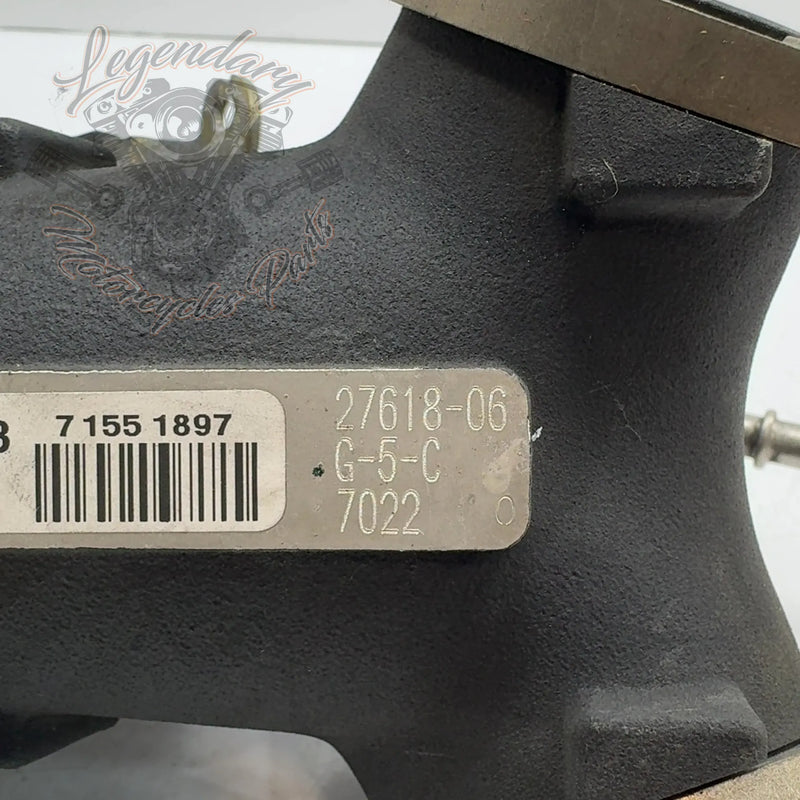 Legendary
Motorcycles Parts
7 155 1897
27618-06
G-5-C
7022